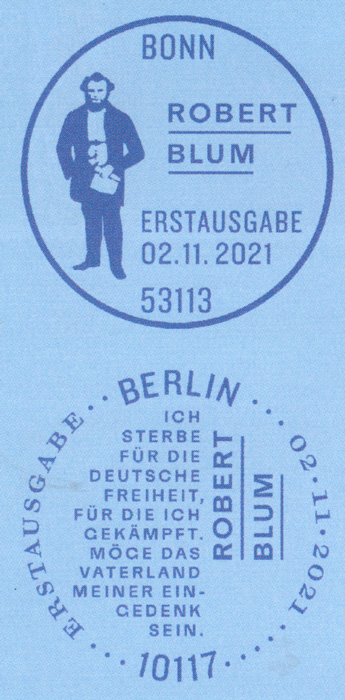 BONN
ROBERT
BLUM
ERSTAUSGABE
02.11.2021
53113
BERLIN
ICH
STERBE
FÜR DIE
DEUTSCHE
FREIHEIT,
FÜR DIE ICH
GEKÄMPFT.
MÖGE DAS
VATERLAND
MEINER EIN-
GEDENK
SEIN.
ROBERT
BLUM
ERSTAUSGABE
02.11.2021
10117